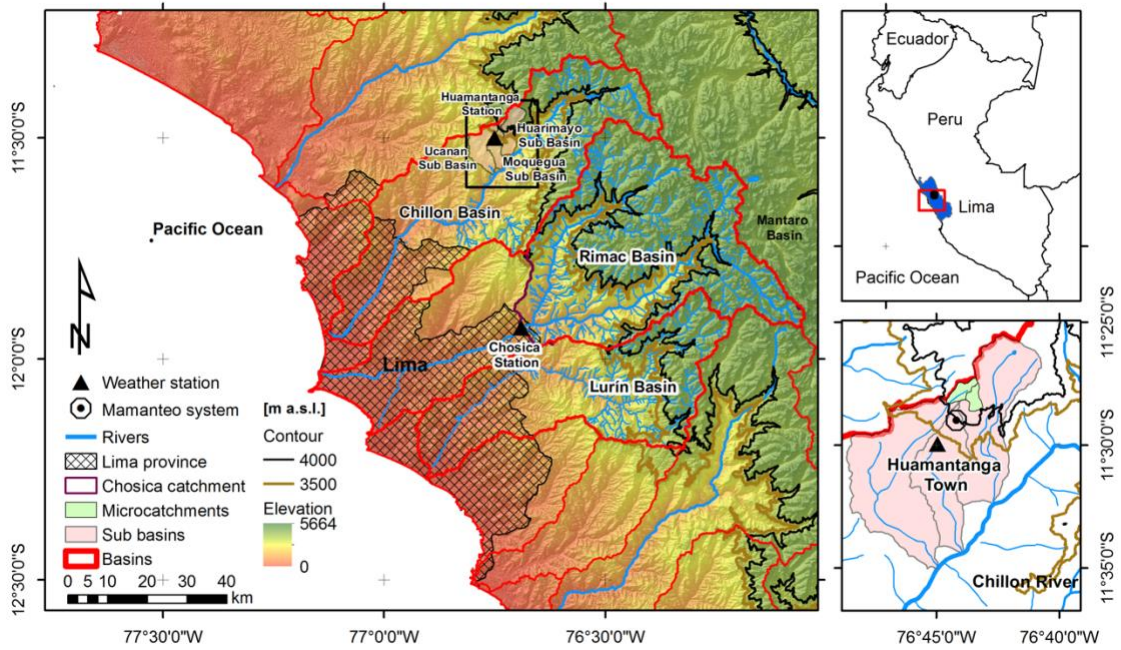 11°30'0"S
12°0'0"S
12°30'0"S
77°30'0"W
77°0'0"W
76°30'0"W
Huamantanga
Station
Huarimayo
Sub Basin
Ucanan
Sub Basin
Moquegua
Sub Basin
Chillon Basin
Pacific Ocean
Rimac Basin
Mantaro
Basin
Chosica
Station
Lima
Lurín Basin
N
Weather station
Mamanteo system
Rivers
Lima province
Chosica catchment
Microcatchments
Sub basins
Basins
0 5 10 20 30 40
km
[m a.s.l.]
Contour
4000
3500
Elevation
5664
0
Ecuador
Peru
Lima
Pacific Ocean
Huamantanga
Town
Chillon River
11°25'0"S
11°30'0"S
11°35'0"S
76°45'0"W
76°40'0"W